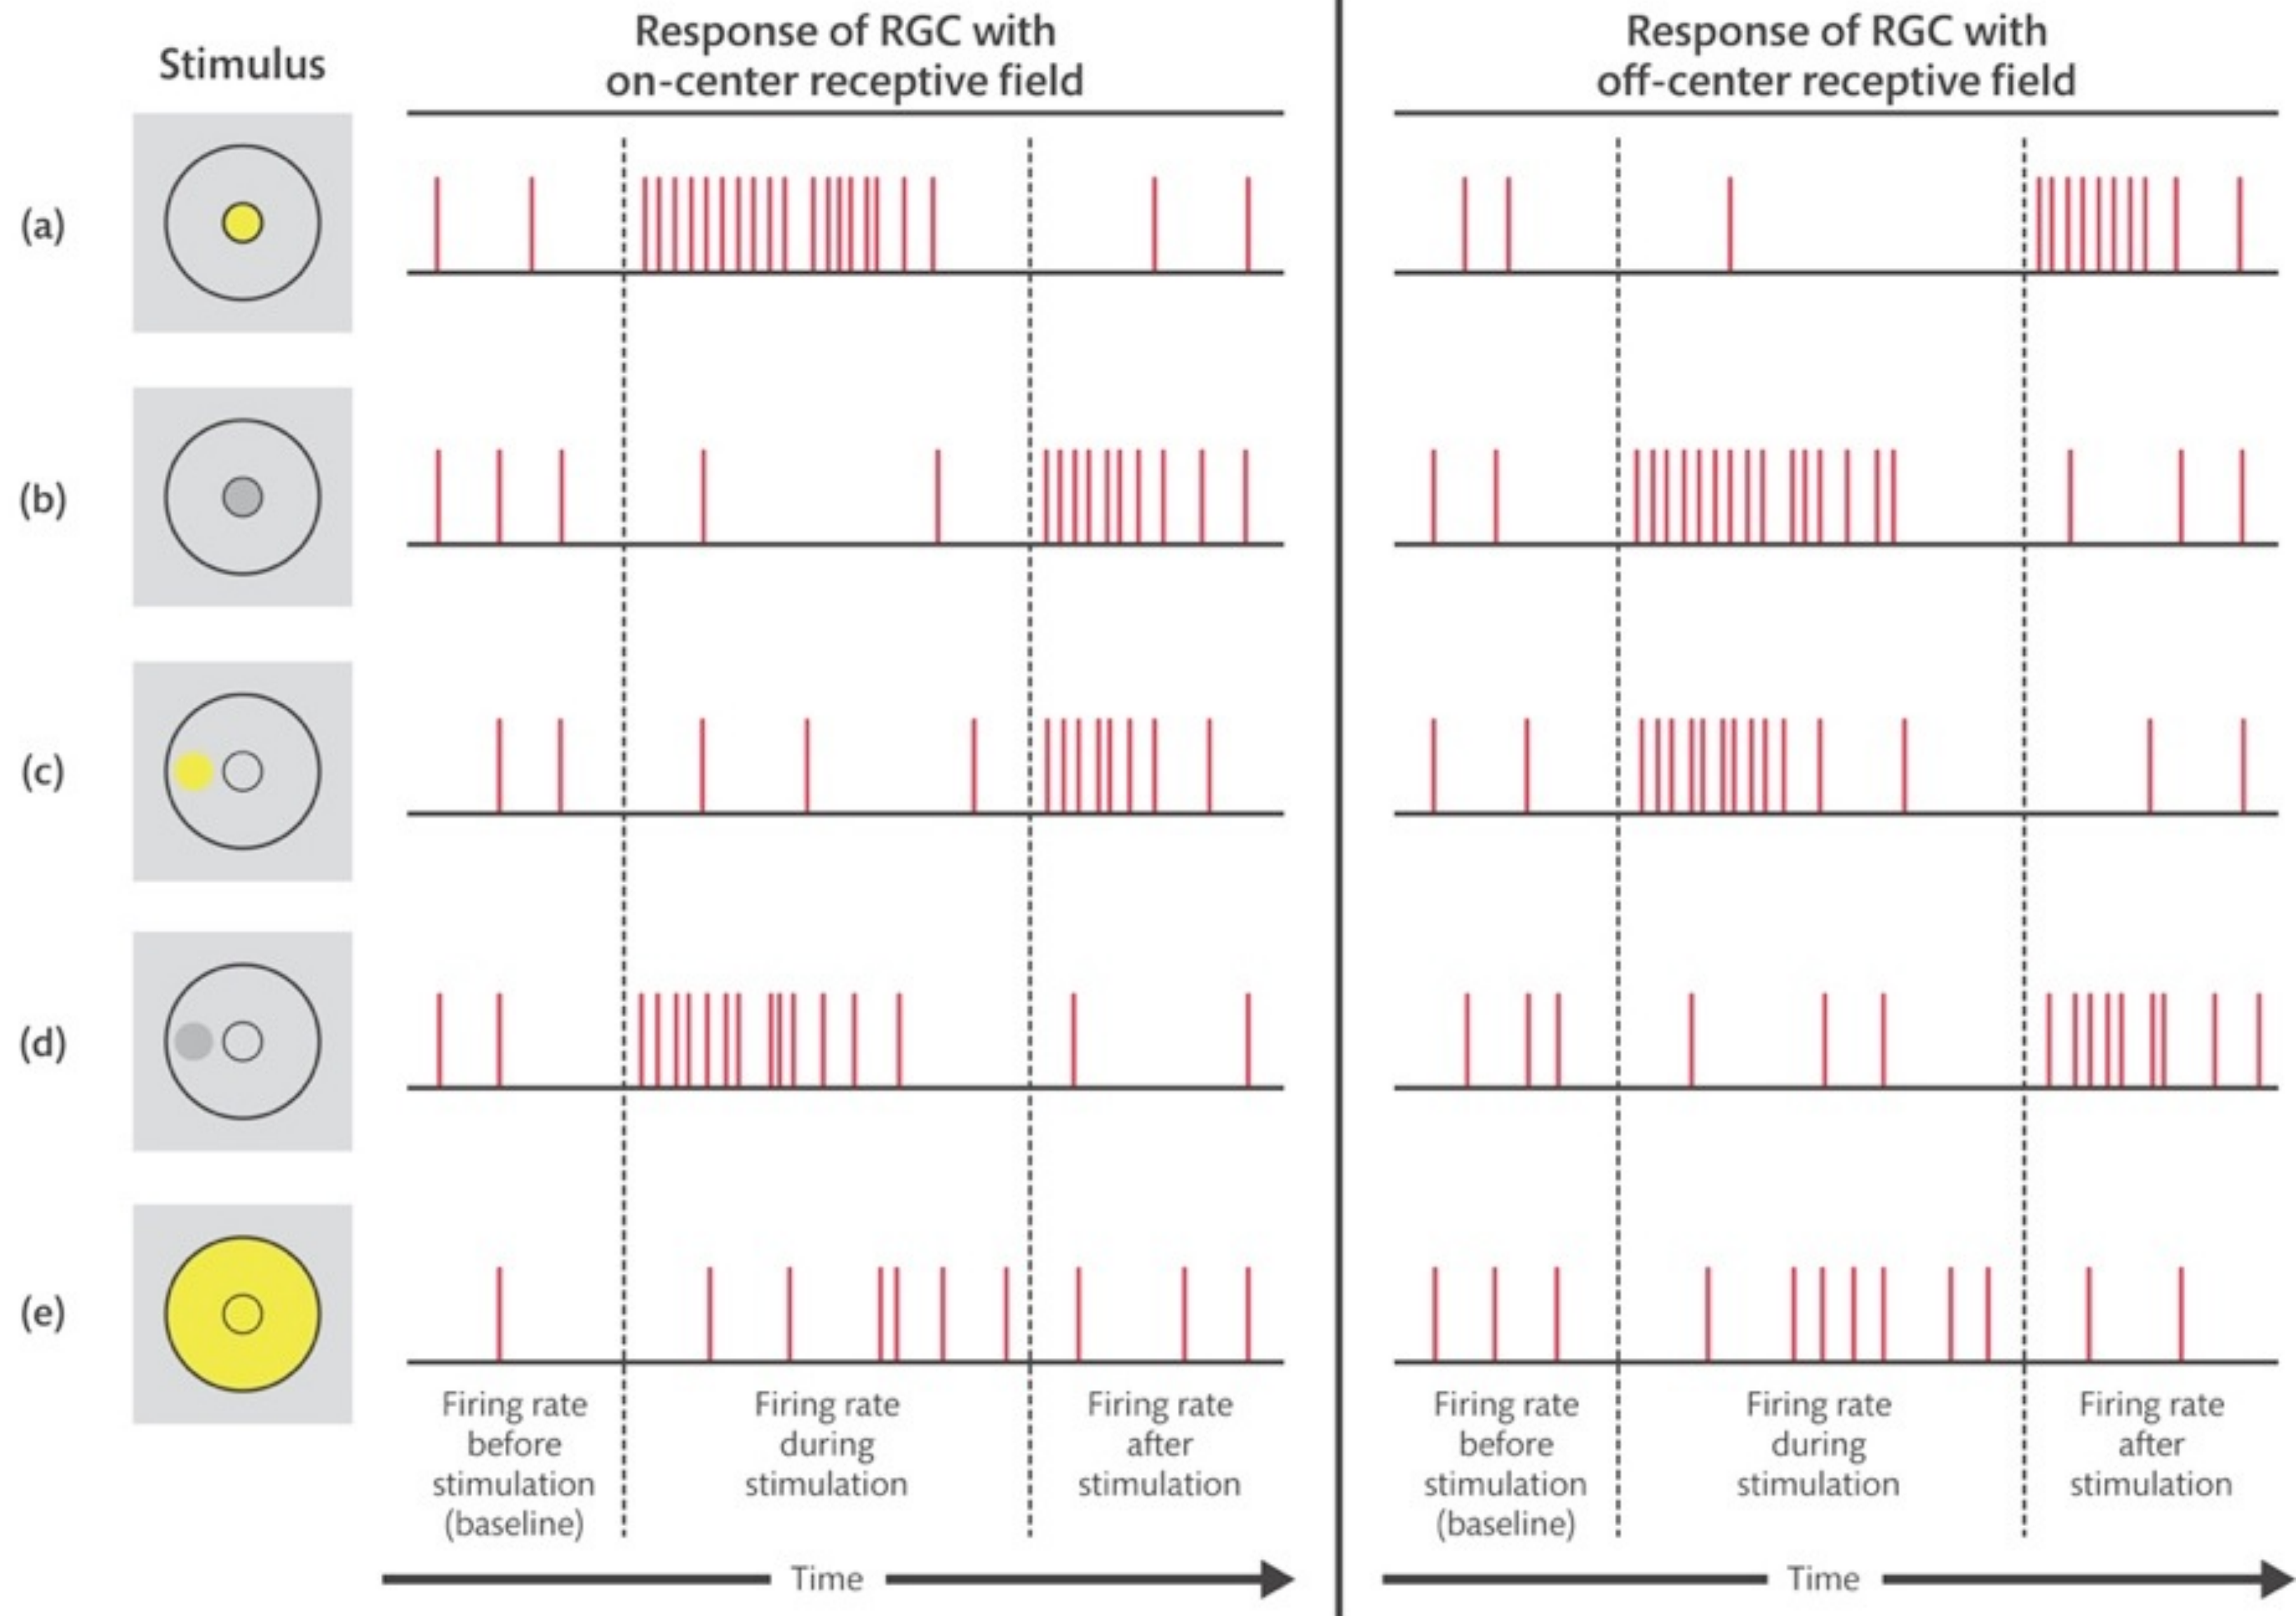 Stimulus
Response of RGC with
on-center receptive field
Response of RGC with
off-center receptive field
(a)
(b)
(c)
(d)
(e)
Firing rate
before
stimulation
(baseline)
Firing rate
during
stimulation
Firing rate
after
stimulation
Firing rate
before
stimulation
(baseline)
Firing rate
during
stimulation
Firing rate
after
stimulation
Time
Time